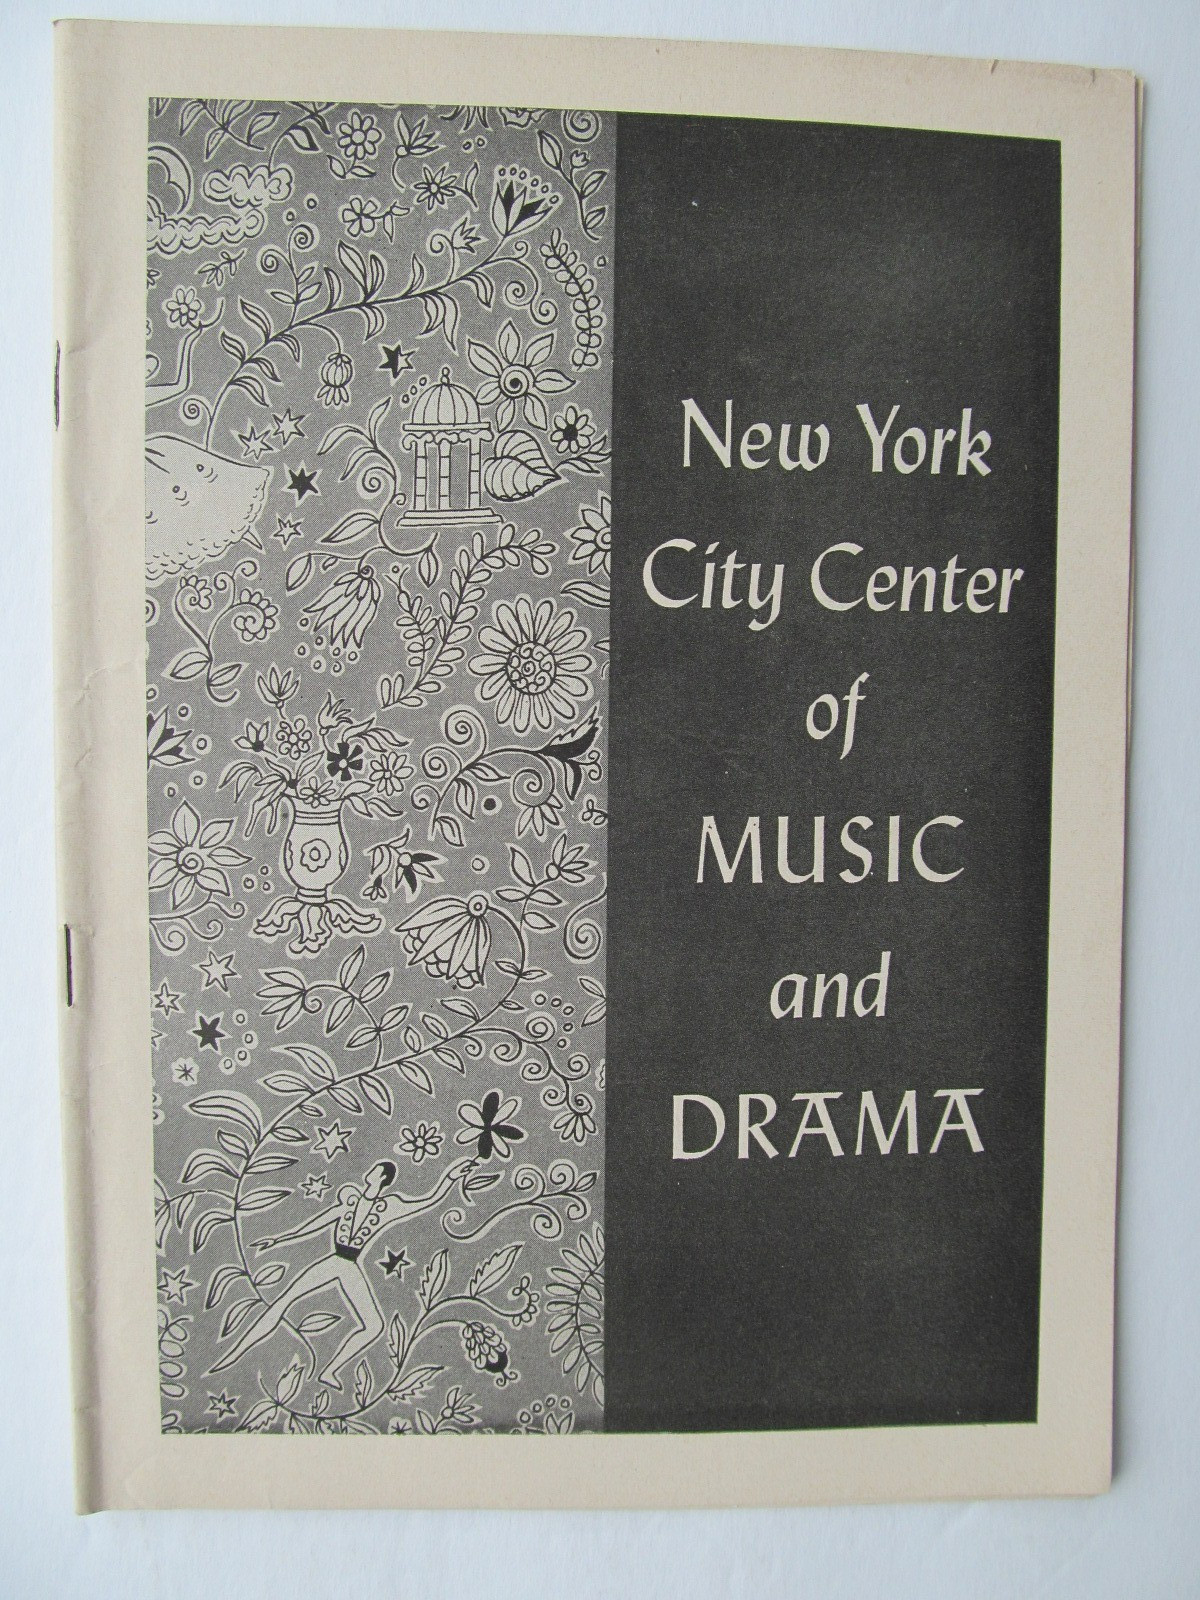 New York
City Center
of
MUSIC
and
DRAMA